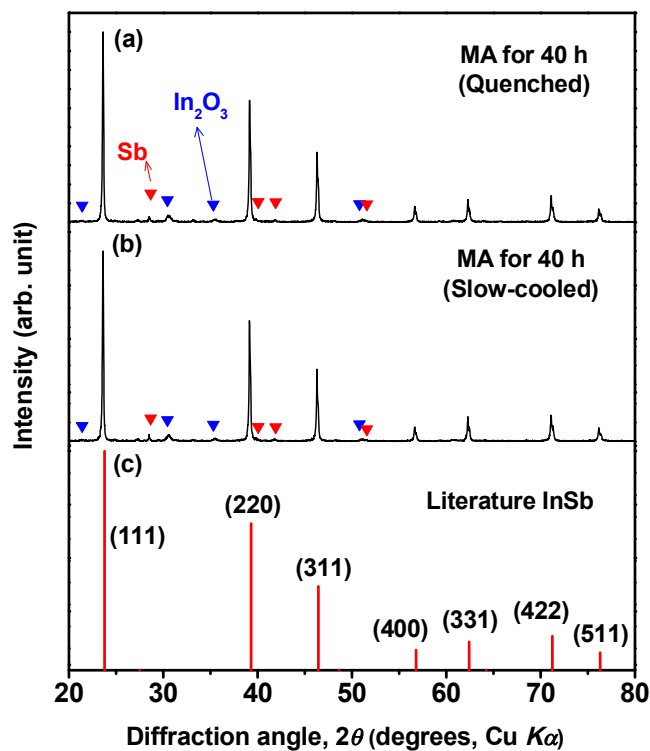 (a)
MA for 40 h
(Quenched)
In₂O₃
Sb
(b)
MA for 40 h
(Slow-cooled)
(c)
Literature InSb
(111)
(220)
(311)
(400)
(331)
(422)
(511)
20 30 40 50 60 70 80
Diffraction angle, 2θ (degrees, Cu Kα)
Intensity (arb. unit)